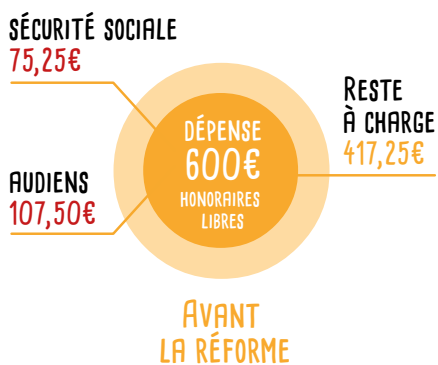 SÉCURITÉ SOCIALE
75,25€
AUDIENS
107,50€
DÉPENSE
600€
HONORAIRES
LIBRES
RESTE
À CHARGE
417,25€
AVANT
LA RÉFORME